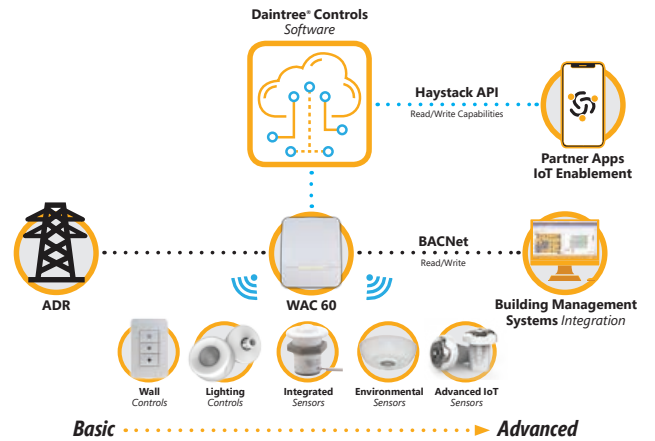 Daintree® Controls
Software
Haystack API
Read/Write Capabilities
Partner Apps
IoT Enablement
BACNet
Read/Write
ADR
WAC 60
Building Management
Systems Integration
Wall
Controls
Lighting
Controls
Integrated
Sensors
Environmental
Sensors
Advanced IoT
Sensors
Basic
Advanced